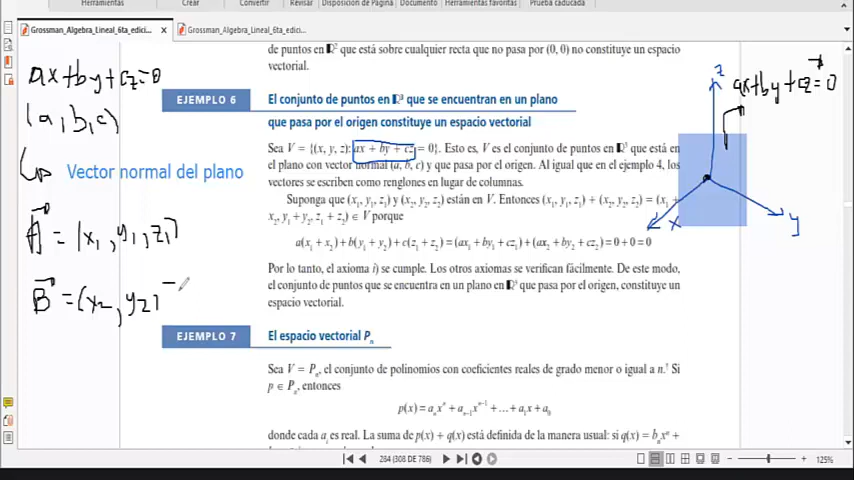 Crear
Convertir
Revisar
Disposición de Página
Documento
Herramientas favoritas
Prueba caducada
Grossman_Algebra_Lineal_6ta_edici... ×
Grossman_Algebra_Lineal_6ta_edici...
de puntos en ℝ² que está sobre cualquier recta que no pasa por (0, 0) no constituye un espacio
vectorial.
EJEMPLO 6
El conjunto de puntos en ℝ³ que se encuentran en un plano
que pasa por el origen constituye un espacio vectorial
Sea V = {(x, y, z): ax + by + cz = 0}. Esto es, V es el conjunto de puntos en ℝ³ que está en
el plano con vector normal (a, b, c) y que pasa por el origen. Al igual que en el ejemplo 4, los
vectores se escriben como renglones en lugar de columnas.
Suponga que (x₁, y₁, z₁) y (x₂, y₂, z₂) están en V. Entonces (x₁, y₁, z₁) + (x₂, y₂, z₂) = (x₁ +
x₂, y₁ + y₂, z₁ + z₂) ∈ V porque
a(x₁ + x₂) + b(y₁ + y₂) + c(z₁ + z₂) = (ax₁ + by₁ + cz₁) + (ax₂ + by₂ + cz₂) = 0 + 0 = 0
Por lo tanto, el axioma i) se cumple. Los otros axiomas se verifican fácilmente. De este modo,
el conjunto de puntos que se encuentra en un plano en ℝ³ que pasa por el origen, constituye un
espacio vectorial.
EJEMPLO 7
El espacio vectorial Pₙ
Sea V = Pₙ, el conjunto de polinomios con coeficientes reales de grado menor o igual a n.† Si
p ∈ Pₙ, entonces
p(x) = aₙxⁿ + aₙ₋₁xⁿ⁻¹ + ... + a₁x + a₀
donde cada aᵢ es real. La suma de p(x) + q(x) está definida de la manera usual: si q(x) = bₙxⁿ +
ax+by+cz=0
(a,b,c)
Vector normal del plano
A = (x₁,y₁,z₁)
B = (x₂,y₂)
z
ax+by+cz=0
x
y
284 (308 DE 786)
125%